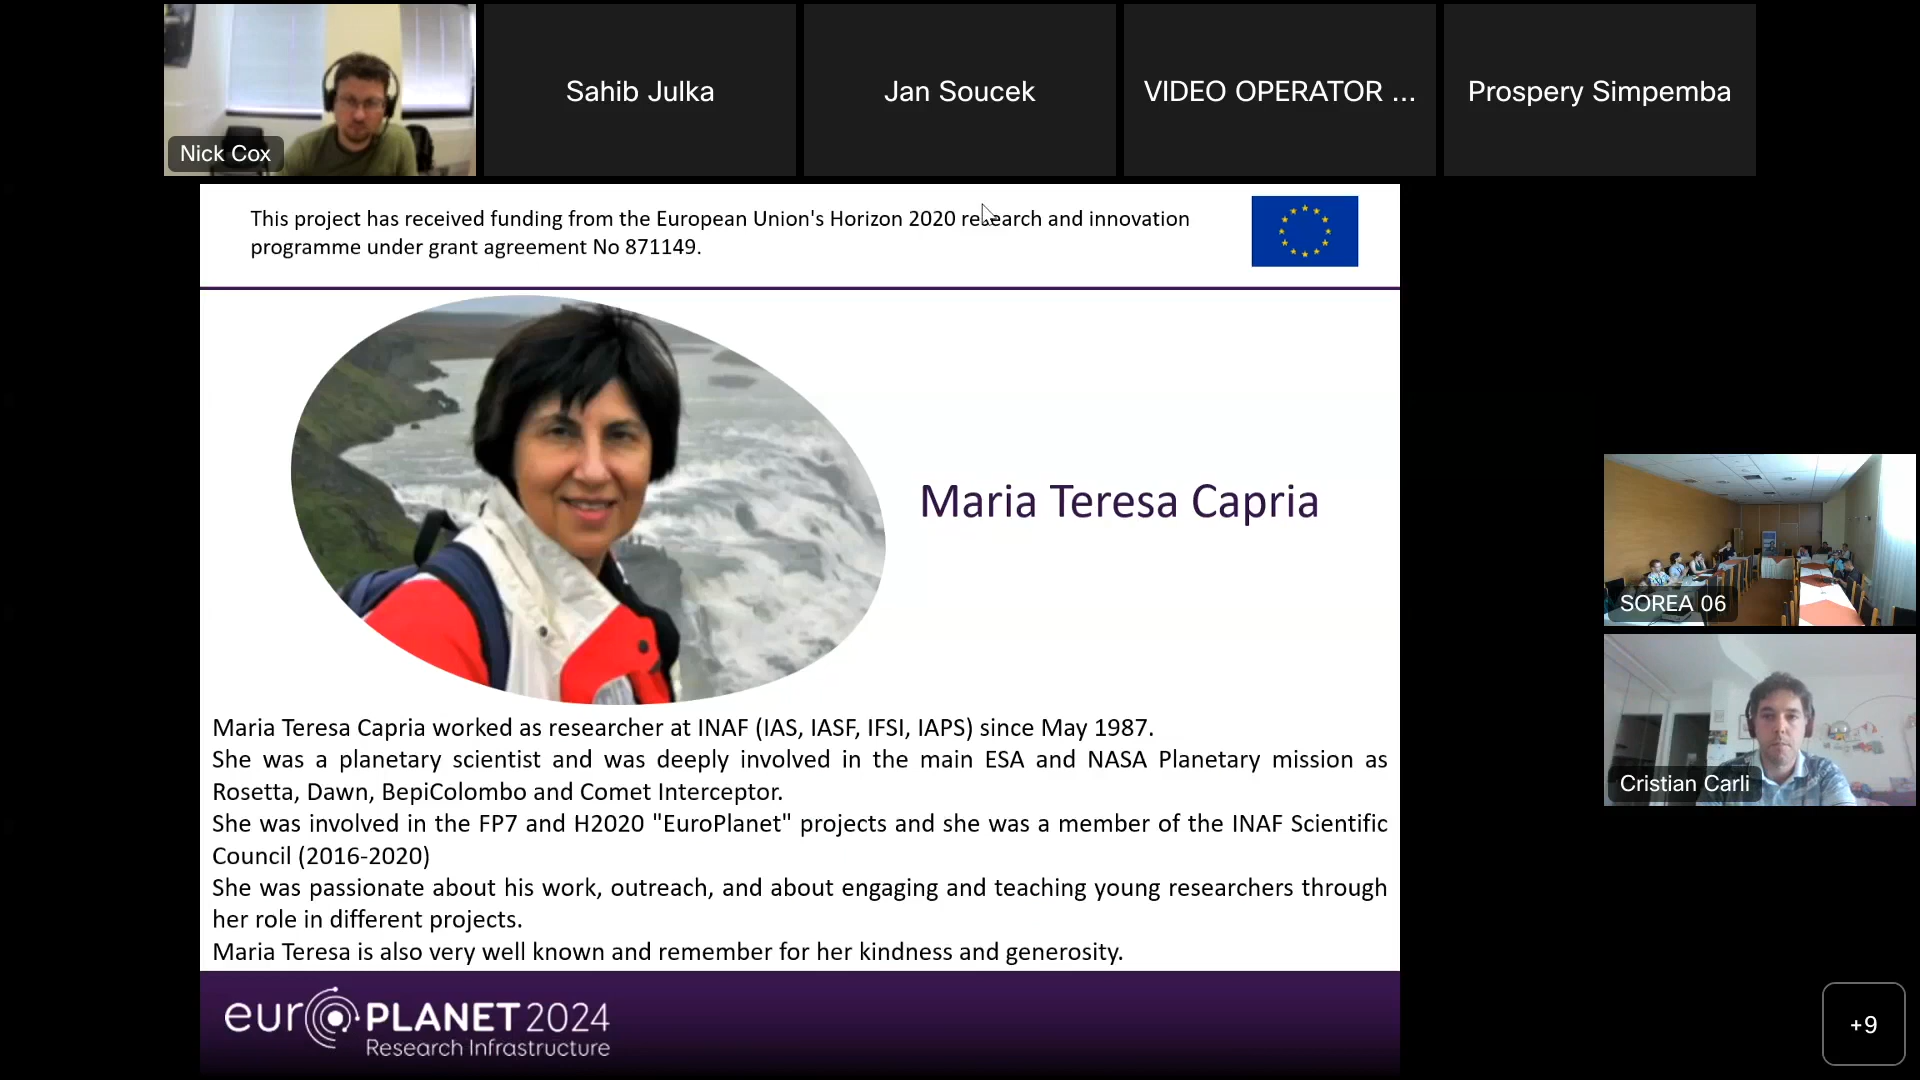 Nick Cox
Sahib Julka
Jan Soucek
VIDEO OPERATOR ...
Prospery Simpemba
This project has received funding from the European Union's Horizon 2020 research and innovation
programme under grant agreement No 871149.
Maria Teresa Capria
SOREA 06
Cristian Carli
Maria Teresa Capria worked as researcher at INAF (IAS, IASF, IFSI, IAPS) since May 1987.
She was a planetary scientist and was deeply involved in the main ESA and NASA Planetary mission as
Rosetta, Dawn, BepiColombo and Comet Interceptor.
She was involved in the FP7 and H2020 "EuroPlanet" projects and she was a member of the INAF Scientific
Council (2016-2020)
She was passionate about his work, outreach, and about engaging and teaching young researchers through
her role in different projects.
Maria Teresa is also very well known and remember for her kindness and generosity.
euroPLANET 2024
Research Infrastructure
+9